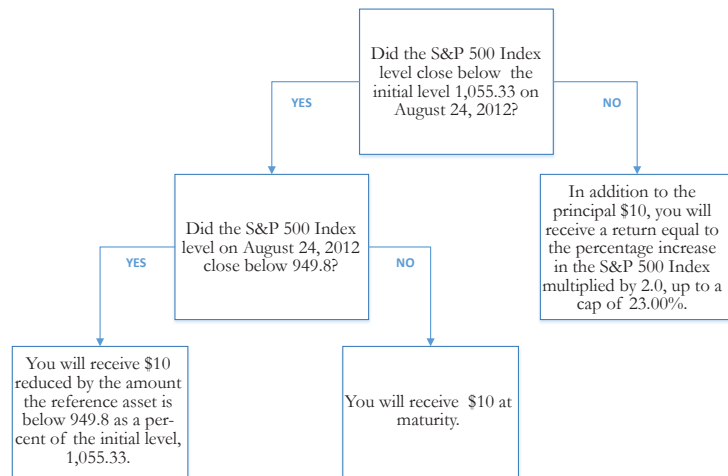 Did the S&P 500 Index
level close below the
initial level 1,055.33 on
August 24, 2012?
YES
NO
Did the S&P 500 Index
level on August 24, 2012
close below 949.8?
In addition to the
principal $10, you will
receive a return equal to
the percentage increase
in the S&P 500 Index
multiplied by 2.0, up to a
cap of 23.00%.
YES
NO
You will receive $10
reduced by the amount
the reference asset is
below 949.8 as a per-
cent of the initial level,
1,055.33.
You will receive $10 at
maturity.